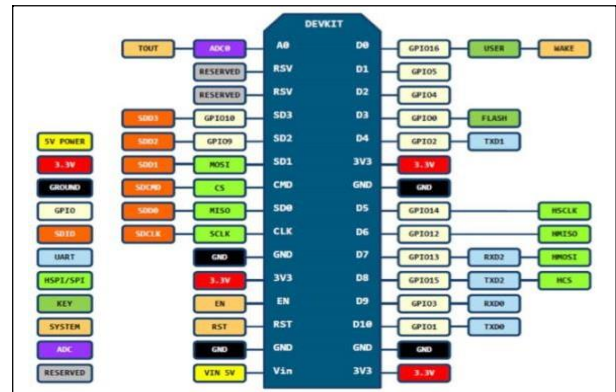 DEVKIT
TOUT ADC0 A0 D0 GPIO16 USER WAKE
RESERVED RSV D1 GPIO5
RESERVED RSV D2 GPIO4
SDD3 GPIO10 SD3 D3 GPIO0 FLASH
5V POWER SDD2 GPIO9 SD2 D4 GPIO2 TXD1
3.3V SDD1 MOSI SD1 3V3 3.3V
GROUND SDCMD CS CMD GND GND
GPIO SDD0 MISO SD0 D5 GPIO14 HSCLK
SDIO SDCLK SCLK CLK D6 GPIO12 HMISO
UART GND GND D7 GPIO13 RXD2 HMOSI
HSPI/SPI 3.3V 3V3 D8 GPIO15 TXD2 HCS
KEY EN EN D9 GPIO3 RXD0
SYSTEM RST RST D10 GPIO1 TXD0
ADC GND GND GND GND
RESERVED VIN 5V Vin 3V3 3.3V